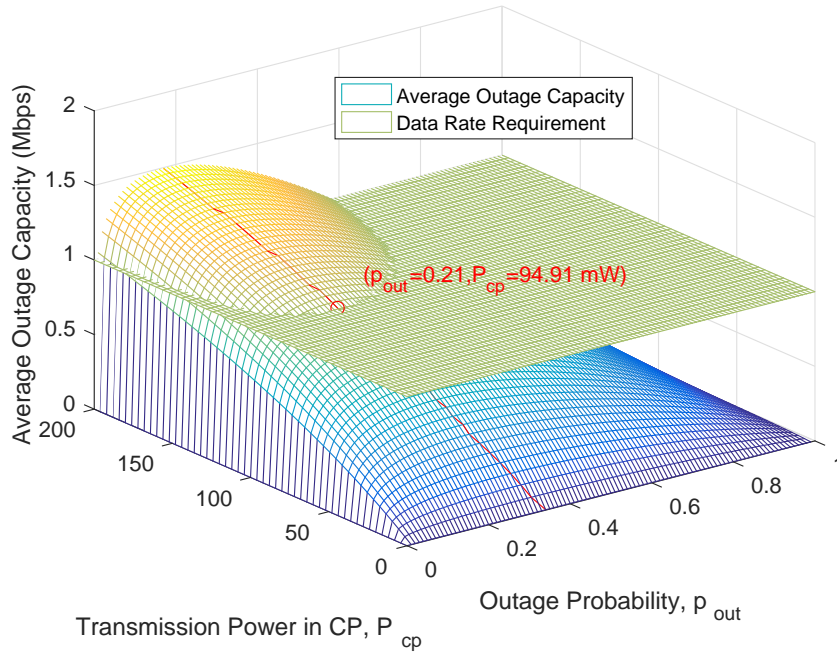 Average Outage Capacity (Mbps)
2
1.5
1
0.5
0
Average Outage Capacity
Data Rate Requirement
(p_out=0.21,P_cp=94.91 mW)
200
150
100
50
0
0
0.2
0.4
0.6
0.8
1
Transmission Power in CP, P_cp
Outage Probability, p_out